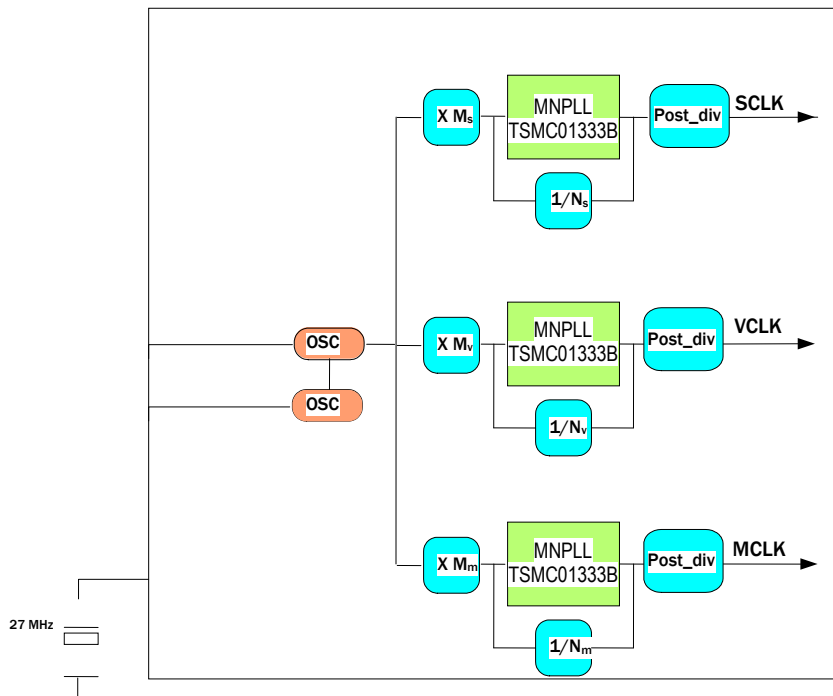 MNPLL
TSMC01333B
X Mₛ
Post_div
SCLK
1/Nₛ
MNPLL
TSMC01333B
OSC
X Mᵥ
Post_div
VCLK
OSC
1/Nᵥ
MNPLL
TSMC01333B
X Mₘ
Post_div
MCLK
27 MHz
1/Nₘ